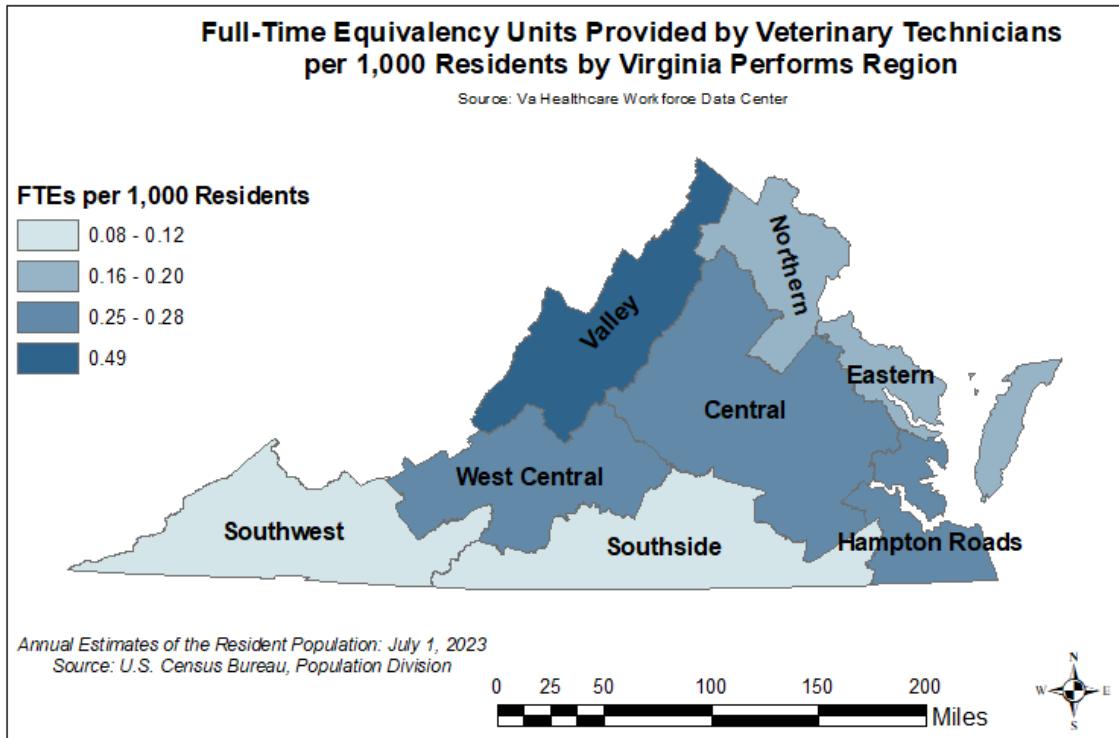 Full-Time Equivalency Units Provided by Veterinary Technicians
per 1,000 Residents by Virginia Performs Region
Source: Va Healthcare Workforce Data Center
FTEs per 1,000 Residents
0.08 - 0.12
0.16 - 0.20
0.25 - 0.28
0.49
Northern
Valley
Eastern
Central
West Central
Southwest
Southside
Hampton Roads
Annual Estimates of the Resident Population: July 1, 2023
Source: U.S. Census Bureau, Population Division
0 25 50 100 150 200
Miles
N
W E
S